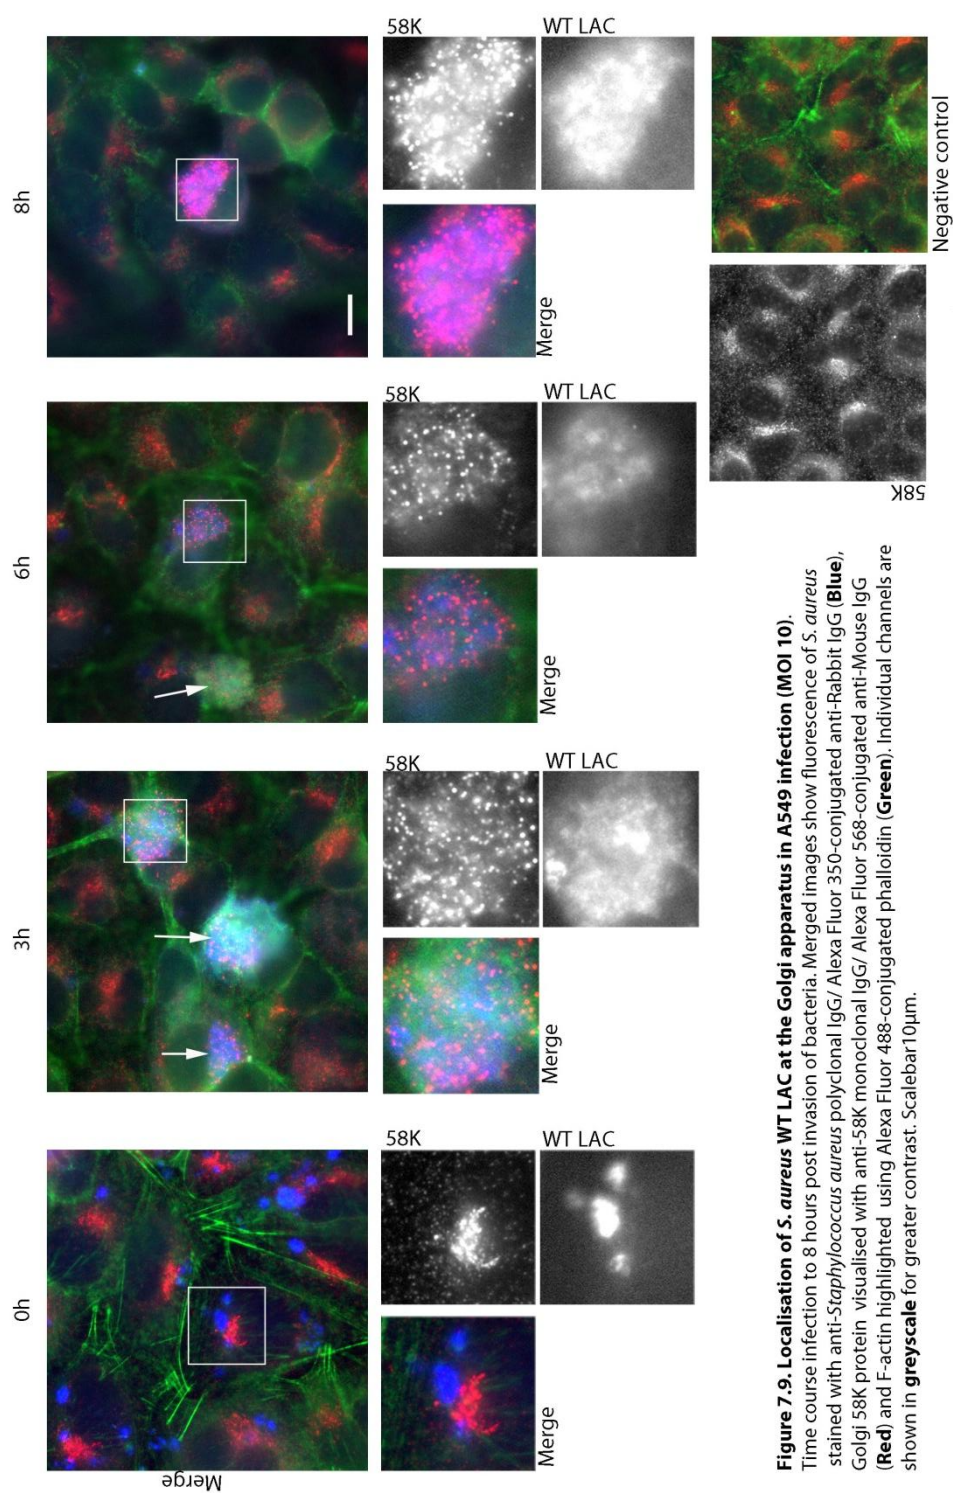 0h
3h
6h
8h
Merge
58K
58K
58K
58K
WT LAC
WT LAC
WT LAC
WT LAC
Merge
Merge
Merge
Merge
58K
Negative control
Figure 7.9. Localisation of S. aureus WT LAC at the Golgi apparatus in A549 infection (MOI 10).
Time course infection to 8 hours post invasion of bacteria. Merged images show fluorescence of S. aureus
stained with anti-Staphylococcus aureus polyclonal IgG/ Alexa Fluor 350-conjugated anti-Rabbit IgG (Blue),
Golgi 58K protein visualised with anti-58K monoclonal IgG/ Alexa Fluor 568-conjugated anti-Mouse IgG
(Red) and F-actin highlighted using Alexa Fluor 488-conjugated phalloidin (Green). Individual channels are
shown in greyscale for greater contrast. Scalebar10µm.